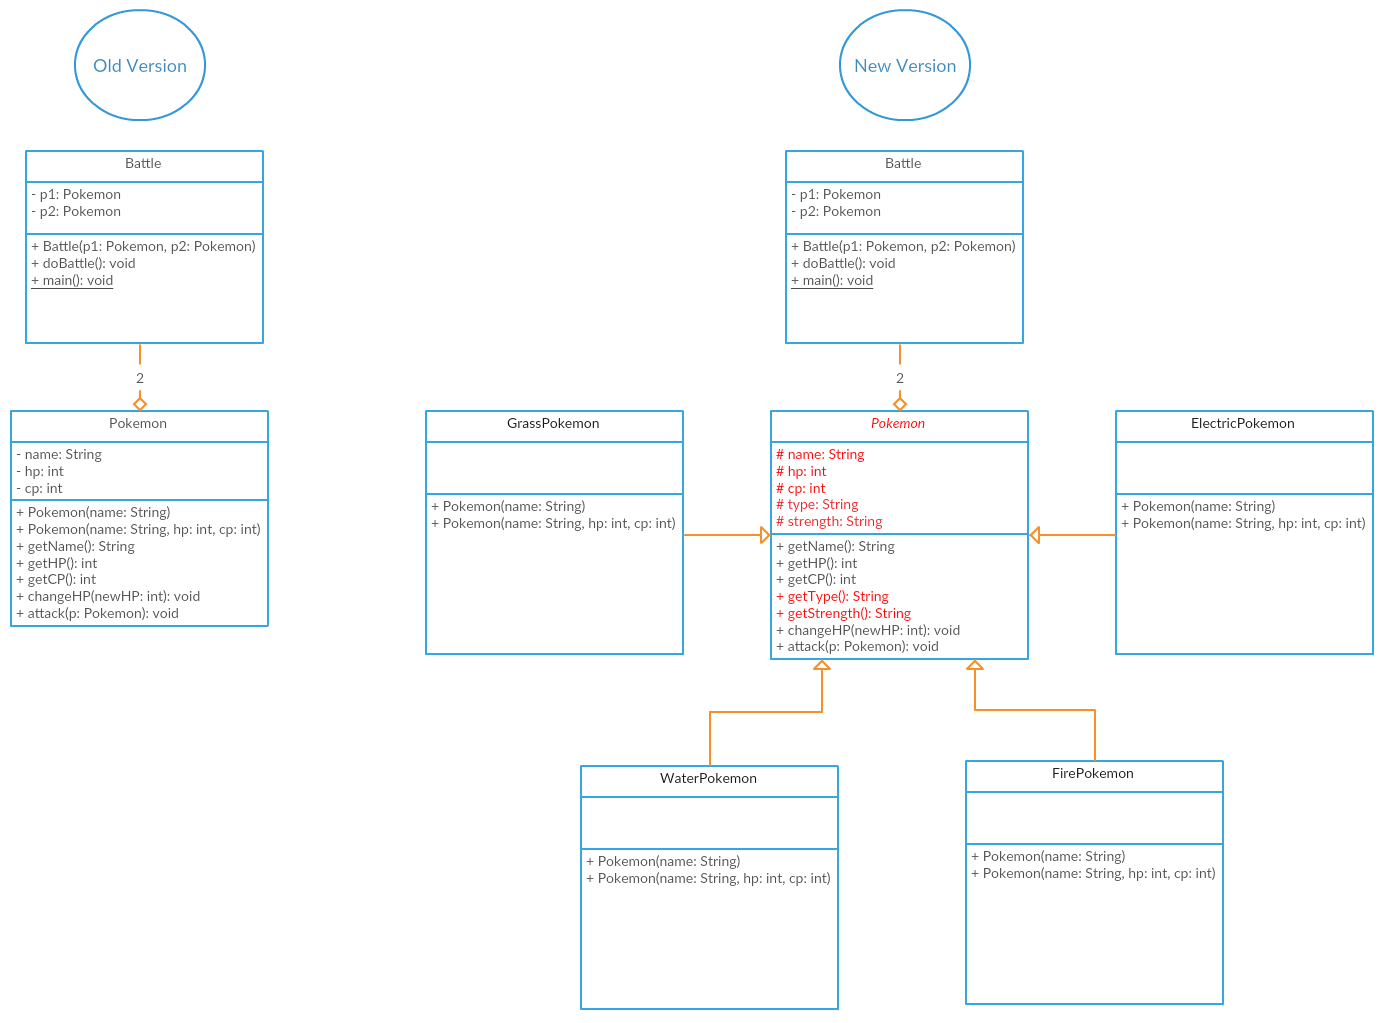 Old Version
Battle
- p1: Pokemon
- p2: Pokemon
+ Battle(p1: Pokemon, p2: Pokemon)
+ doBattle(): void
+ main(): void
2
Pokemon
- name: String
- hp: int
- cp: int
+ Pokemon(name: String)
+ Pokemon(name: String, hp: int, cp: int)
+ getName(): String
+ getHP(): int
+ getCP(): int
+ changeHP(newHP: int): void
+ attack(p: Pokemon): void
New Version
Battle
- p1: Pokemon
- p2: Pokemon
+ Battle(p1: Pokemon, p2: Pokemon)
+ doBattle(): void
+ main(): void
2
GrassPokemon
+ Pokemon(name: String)
+ Pokemon(name: String, hp: int, cp: int)
Pokemon
# name: String
# hp: int
# cp: int
# type: String
# strength: String
+ getName(): String
+ getHP(): int
+ getCP(): int
+ getType(): String
+ getStrength(): String
+ changeHP(newHP: int): void
+ attack(p: Pokemon): void
ElectricPokemon
+ Pokemon(name: String)
+ Pokemon(name: String, hp: int, cp: int)
WaterPokemon
+ Pokemon(name: String)
+ Pokemon(name: String, hp: int, cp: int)
FirePokemon
+ Pokemon(name: String)
+ Pokemon(name: String, hp: int, cp: int)